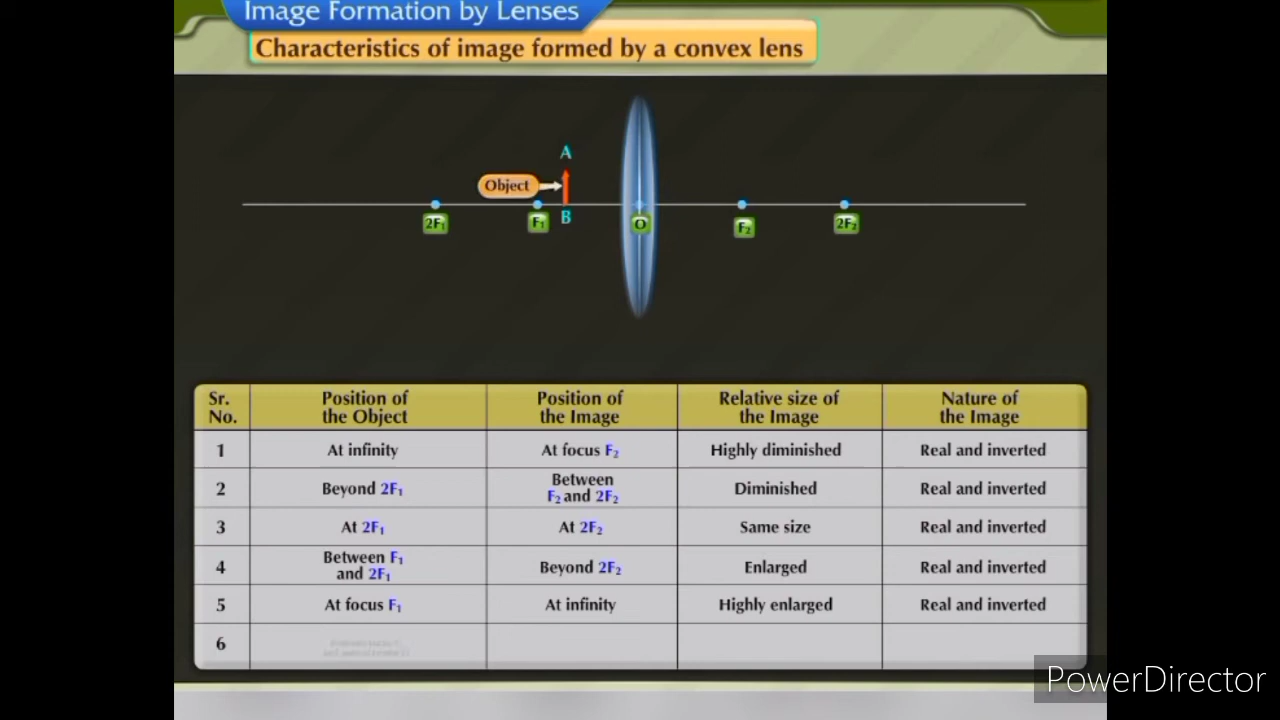 Image Formation by Lenses
Characteristics of image formed by a convex lens
A
Object
2F₁ F₁ B O F₂ 2F₂
Sr. No. Position of the Object Position of the Image Relative size of the Image Nature of the Image
1 At infinity At focus F₂ Highly diminished Real and inverted
2 Beyond 2F₁ Between F₂ and 2F₂ Diminished Real and inverted
3 At 2F₁ At 2F₂ Same size Real and inverted
4 Between F₁ and 2F₁ Beyond 2F₂ Enlarged Real and inverted
5 At focus F₁ At infinity Highly enlarged Real and inverted
6
PowerDirector